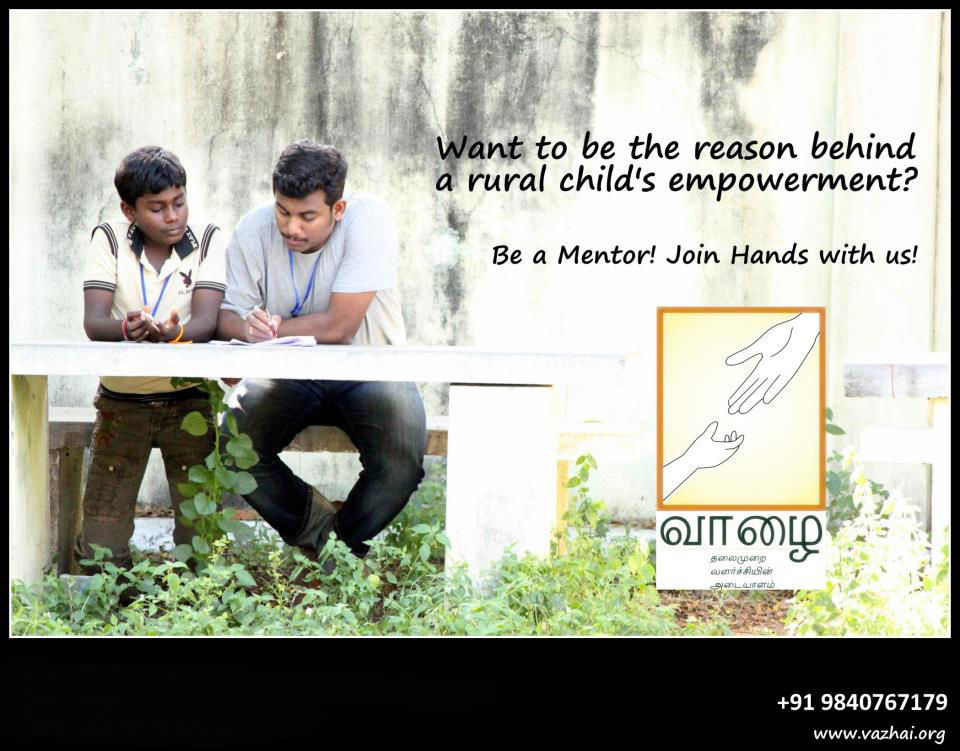 Want to be the reason behind
a rural child's empowerment?
Be a Mentor! Join Hands with us!
வாழை
தலைமுறை
வளர்ச்சியின்
அடையாளம்
+91 9840767179
www.vazhai.org